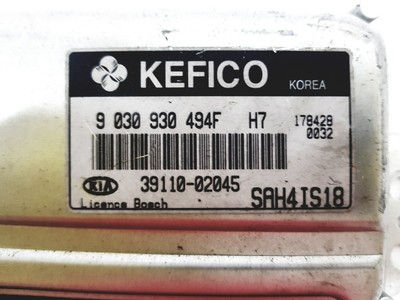 KEFICO KOREA
9 030 930 494F H7 178428
0032
KIA 39110-02045
Licence Bosch SAH4IS18